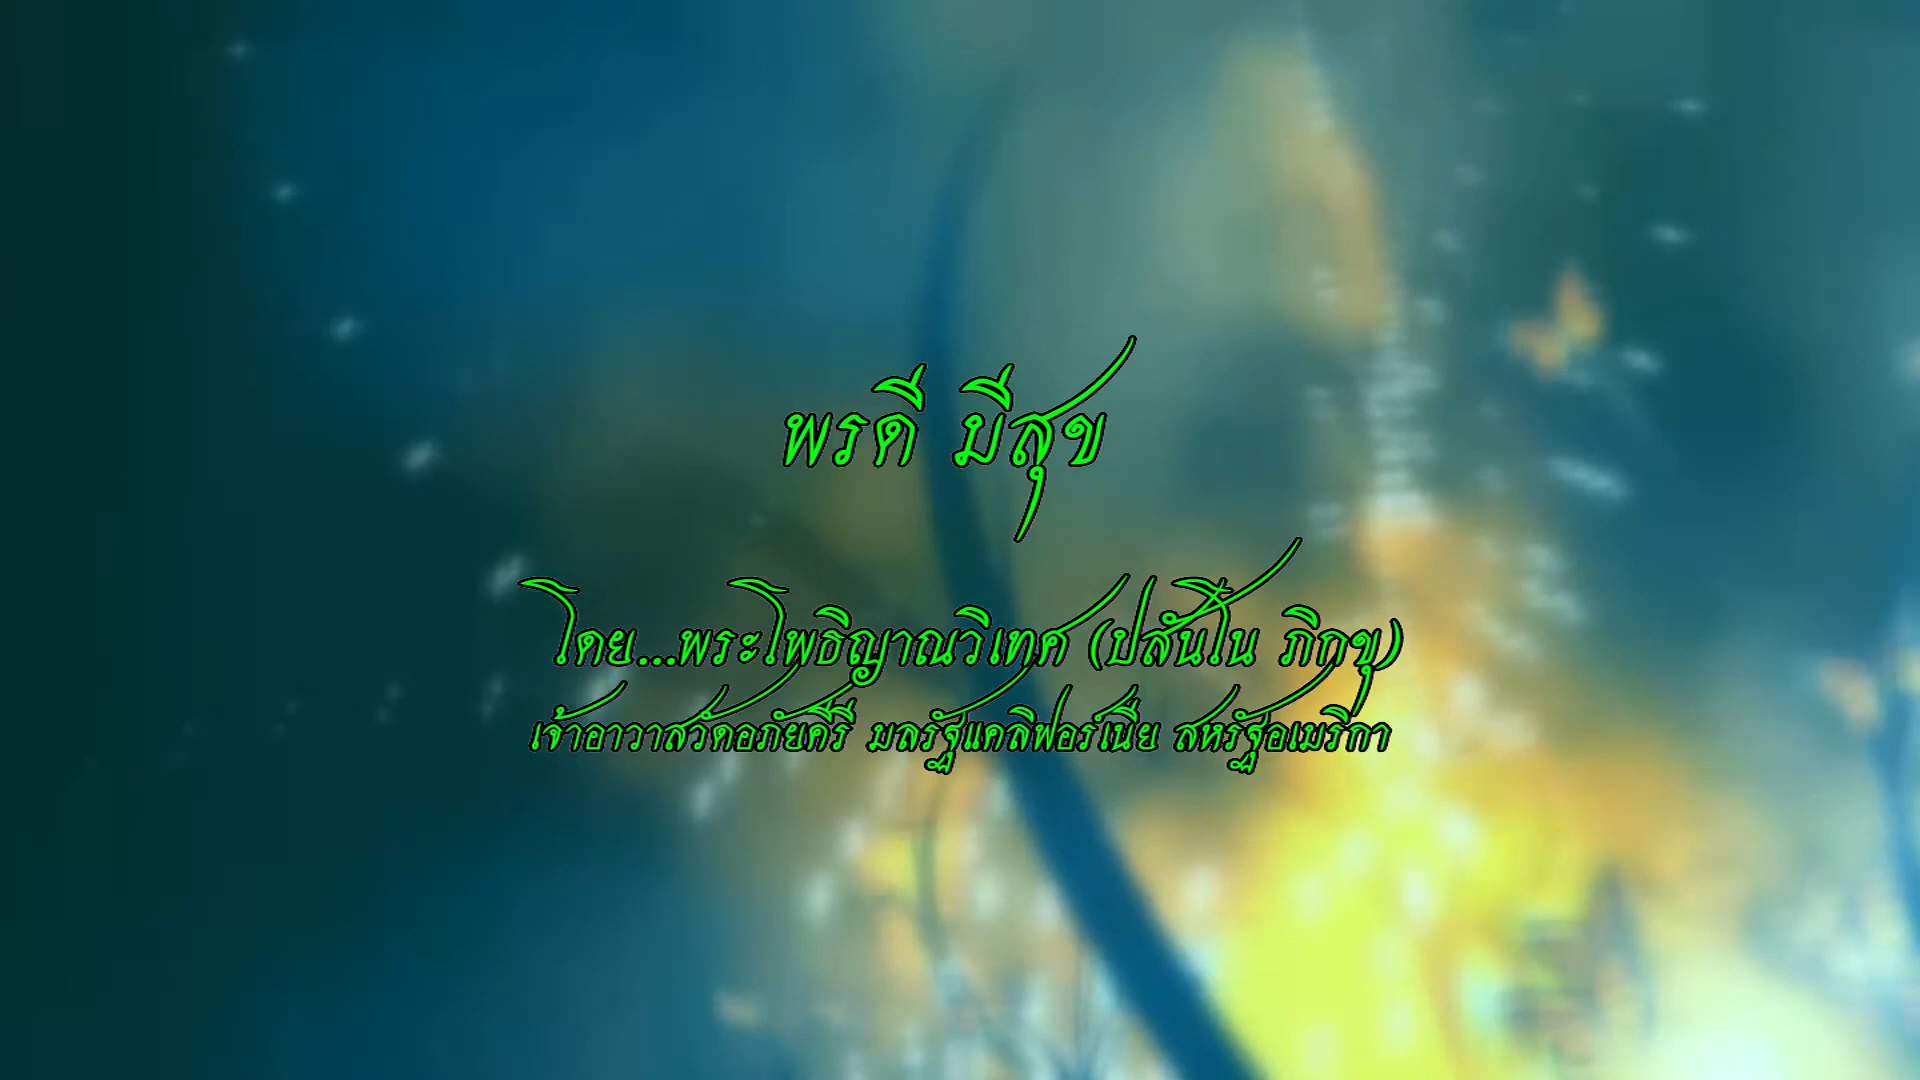 พรดี มีสุข
โดย...พระโพธิญาณวิเทศ (ปสันโน ภิกขุ)
เจ้าอาวาสวัดอภัยคีรี มลรัฐแคลิฟอร์เนีย สหรัฐอเมริกา